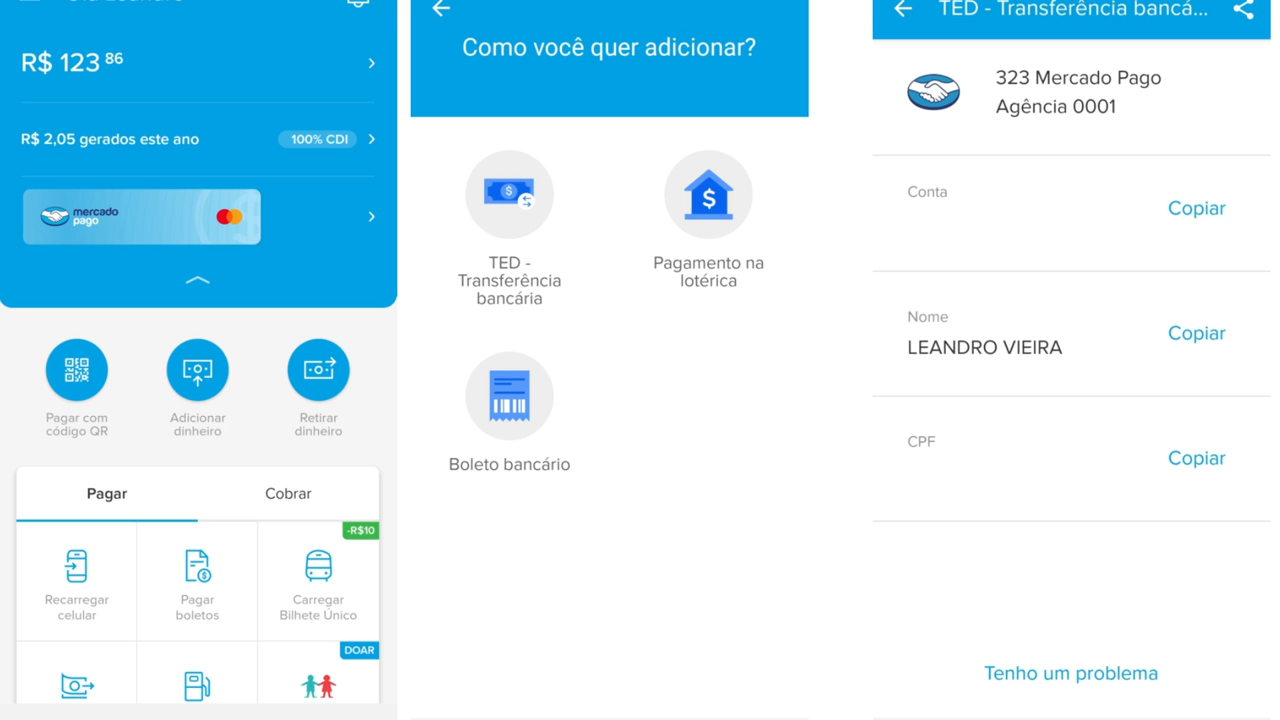 R$ 123 86
R$ 2,05 gerados este ano
100% CDI
mercado
pago
Pagar com
código QR
Adicionar
dinheiro
Retirar
dinheiro
Pagar
Cobrar
-R$10
Recarregar
celular
Pagar
boletos
Carregar
Bilhete Único
DOAR
Como você quer adicionar?
$
$
TED -
Transferência
bancária
Pagamento na
lotérica
Boleto bancário
TED - Transferência bancá...
323 Mercado Pago
Agência 0001
Conta
Copiar
Nome
LEANDRO VIEIRA
Copiar
CPF
Copiar
Tenho um problema